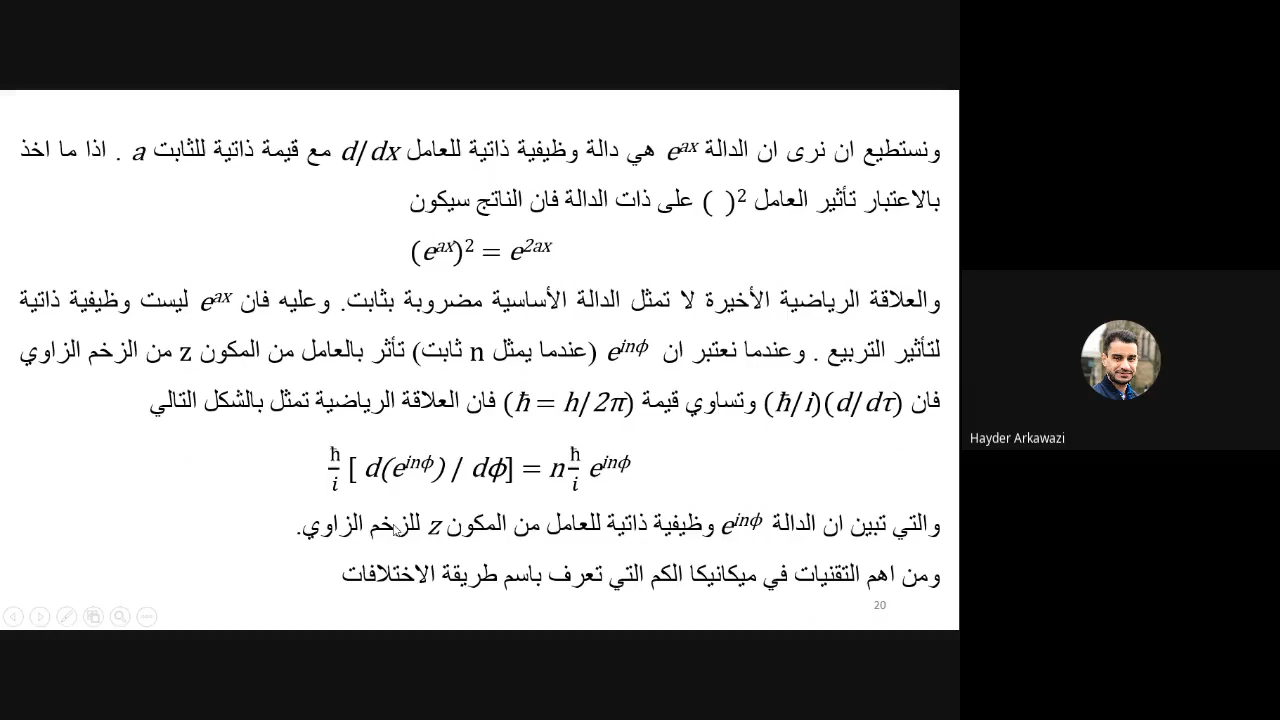 ونستطيع ان نرى ان الدالة eᵃˣ هي دالة وظيفية ذاتية للعامل d/dx مع قيمة ذاتية للثابت a . اذا ما اخذ
بالاعتبار تأثير العامل ²( ) على ذات الدالة فان الناتج سيكون
(eᵃˣ)² = e²ᵃˣ
والعلاقة الرياضية الأخيرة لا تمثل الدالة الأساسية مضروبة بثابت. وعليه فان eᵃˣ ليست وظيفية ذاتية
لتأثير التربيع . وعندما نعتبر ان e^{inϕ} (عندما يمثل n ثابت) تأثر بالعامل من المكون z من الزخم الزاوي
فان (ħ/i)(d/dτ) وتساوي قيمة (ħ = h/2π) فان العلاقة الرياضية تمثل بالشكل التالي
ħ/i [ d(e^{inϕ}) / dϕ] = n ħ/i e^{inϕ}
والتي تبين ان الدالة e^{inϕ} وظيفية ذاتية للعامل من المكون z للزخم الزاوي.
ومن اهم التقنيات في ميكانيكا الكم التي تعرف باسم طريقة الاختلافات
20
Hayder Arkawazi